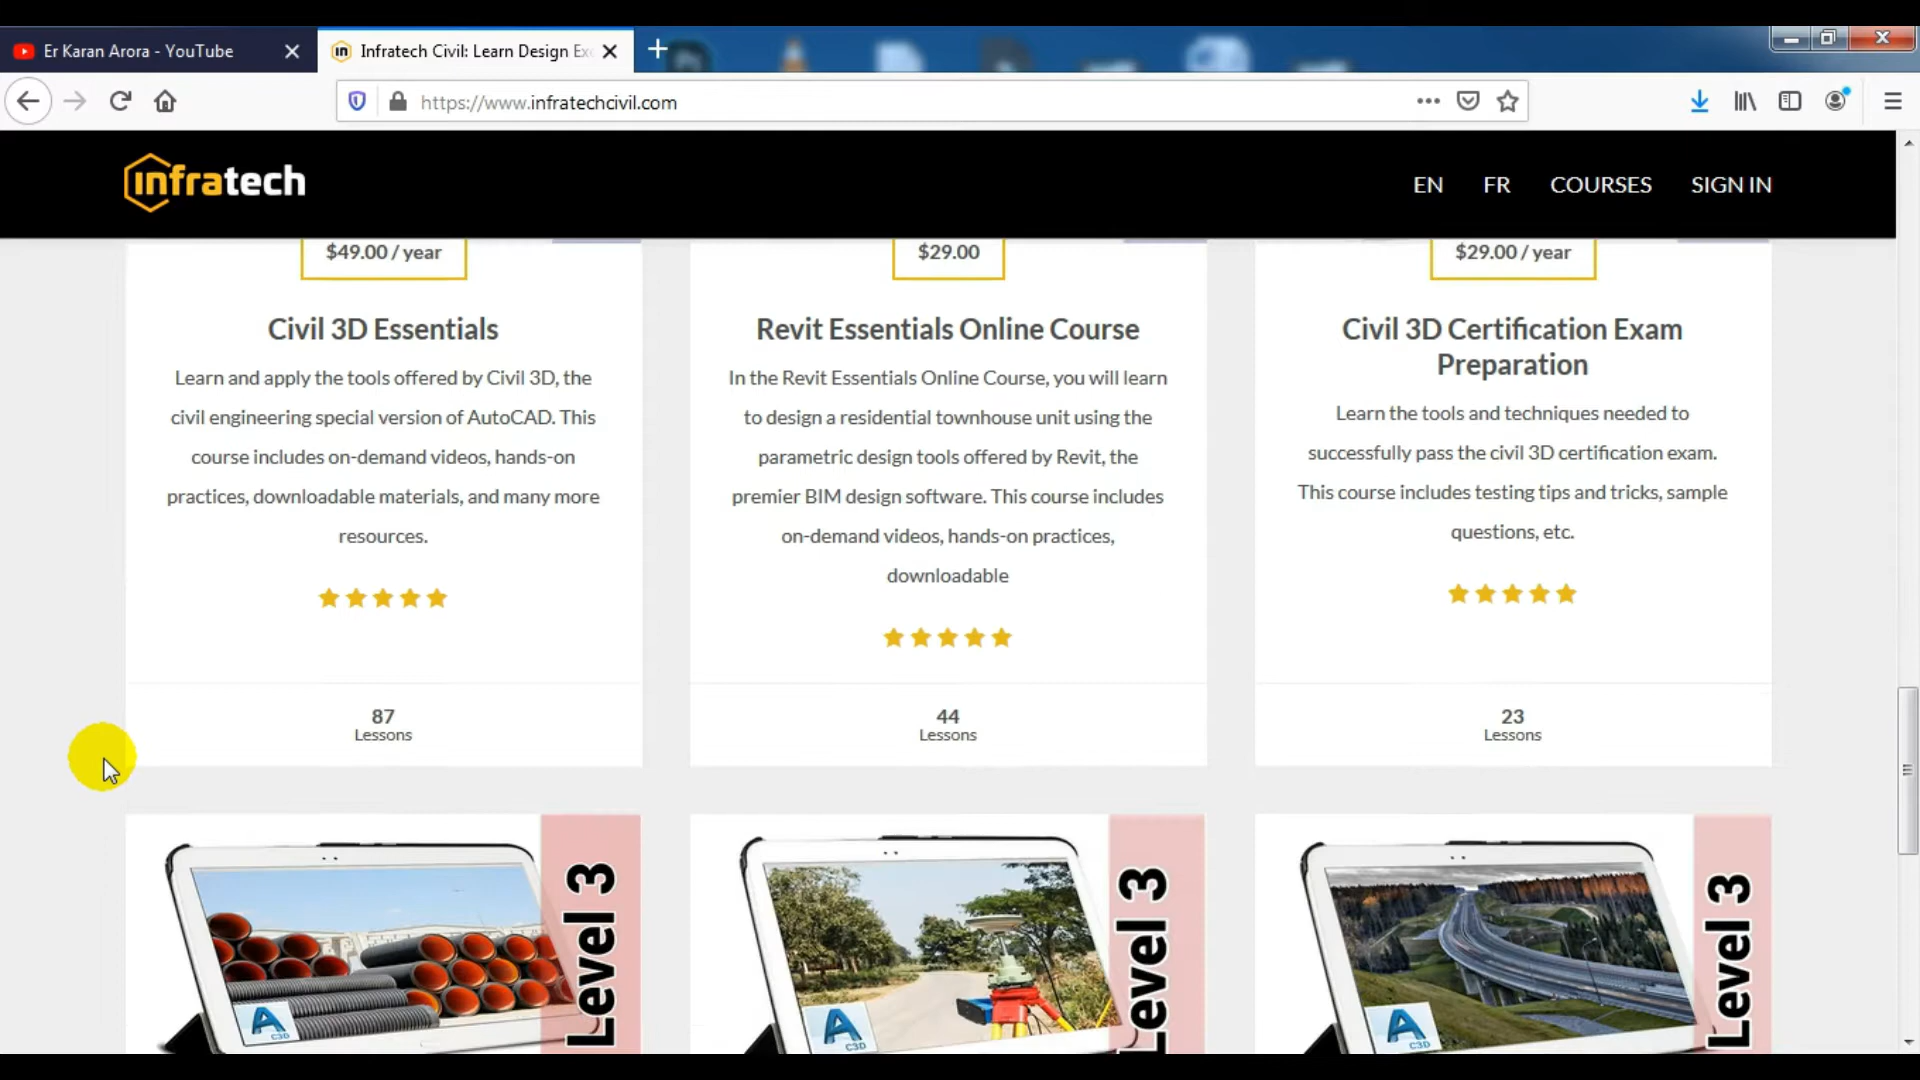 Er Karan Arora - YouTube
in Infratech Civil: Learn Design Ex
https://www.infratechcivil.com
infratech
EN FR COURSES SIGN IN
$49.00 / year
Civil 3D Essentials
Learn and apply the tools offered by Civil 3D, the
civil engineering special version of AutoCAD. This
course includes on-demand videos, hands-on
practices, downloadable materials, and many more
resources.
87
Lessons
$29.00
Revit Essentials Online Course
In the Revit Essentials Online Course, you will learn
to design a residential townhouse unit using the
parametric design tools offered by Revit, the
premier BIM design software. This course includes
on-demand videos, hands-on practices,
downloadable
44
Lessons
$29.00 / year
Civil 3D Certification Exam
Preparation
Learn the tools and techniques needed to
successfully pass the civil 3D certification exam.
This course includes testing tips and tricks, sample
questions, etc.
23
Lessons
Level 3
A
C3D
Level 3
A
C3D
Level 3
A
C3D